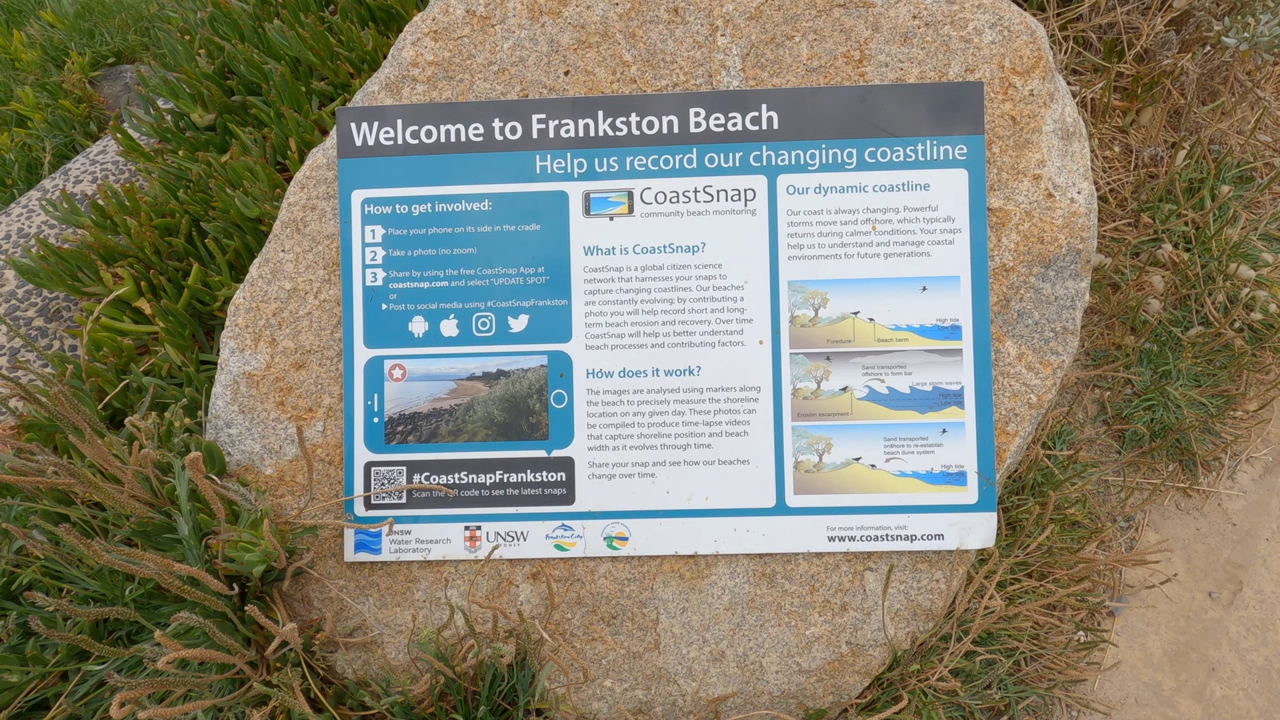 Welcome to Frankston Beach
Help us record our changing coastline
How to get involved:
1 Place your phone on its side in the cradle
2 Take a photo (no zoom)
3 Share by using the free CoastSnap App at
coastsnap.com and select "UPDATE SPOT"
or
Post to social media using #CoastSnapFrankston
#CoastSnapFrankston
Scan the QR code to see the latest snaps
CoastSnap
community beach monitoring
What is CoastSnap?
CoastSnap is a global citizen science
network that harnesses your snaps to
capture changing coastlines. Our beaches
are constantly evolving; by contributing a
photo you will help record short and long-
term beach erosion and recovery. Over time
CoastSnap will help us better understand
beach processes and contributing factors.
How does it work?
The images are analysed using markers along
the beach to precisely measure the shoreline
location on any given day. These photos can
be compiled to produce time-lapse videos
that capture shoreline position and beach
width as it evolves through time.
Share your snap and see how our beaches
change over time.
Our dynamic coastline
Our coast is always changing. Powerful
storms move sand offshore, which typically
returns during calmer conditions. Your snaps
help us to understand and manage coastal
environments for future generations.
High tide
Low tide
Foredune
Beach berm
Sand transported
offshore to form bar
Large storm waves
High tide
Low tide
Erosion escarpment
Sand transported
onshore to re-establish
beach dune system
High tide
Low tide
UNSW
Water Research
Laboratory
UNSW
SYDNEY
Frankston City
For more information, visit:
www.coastsnap.com